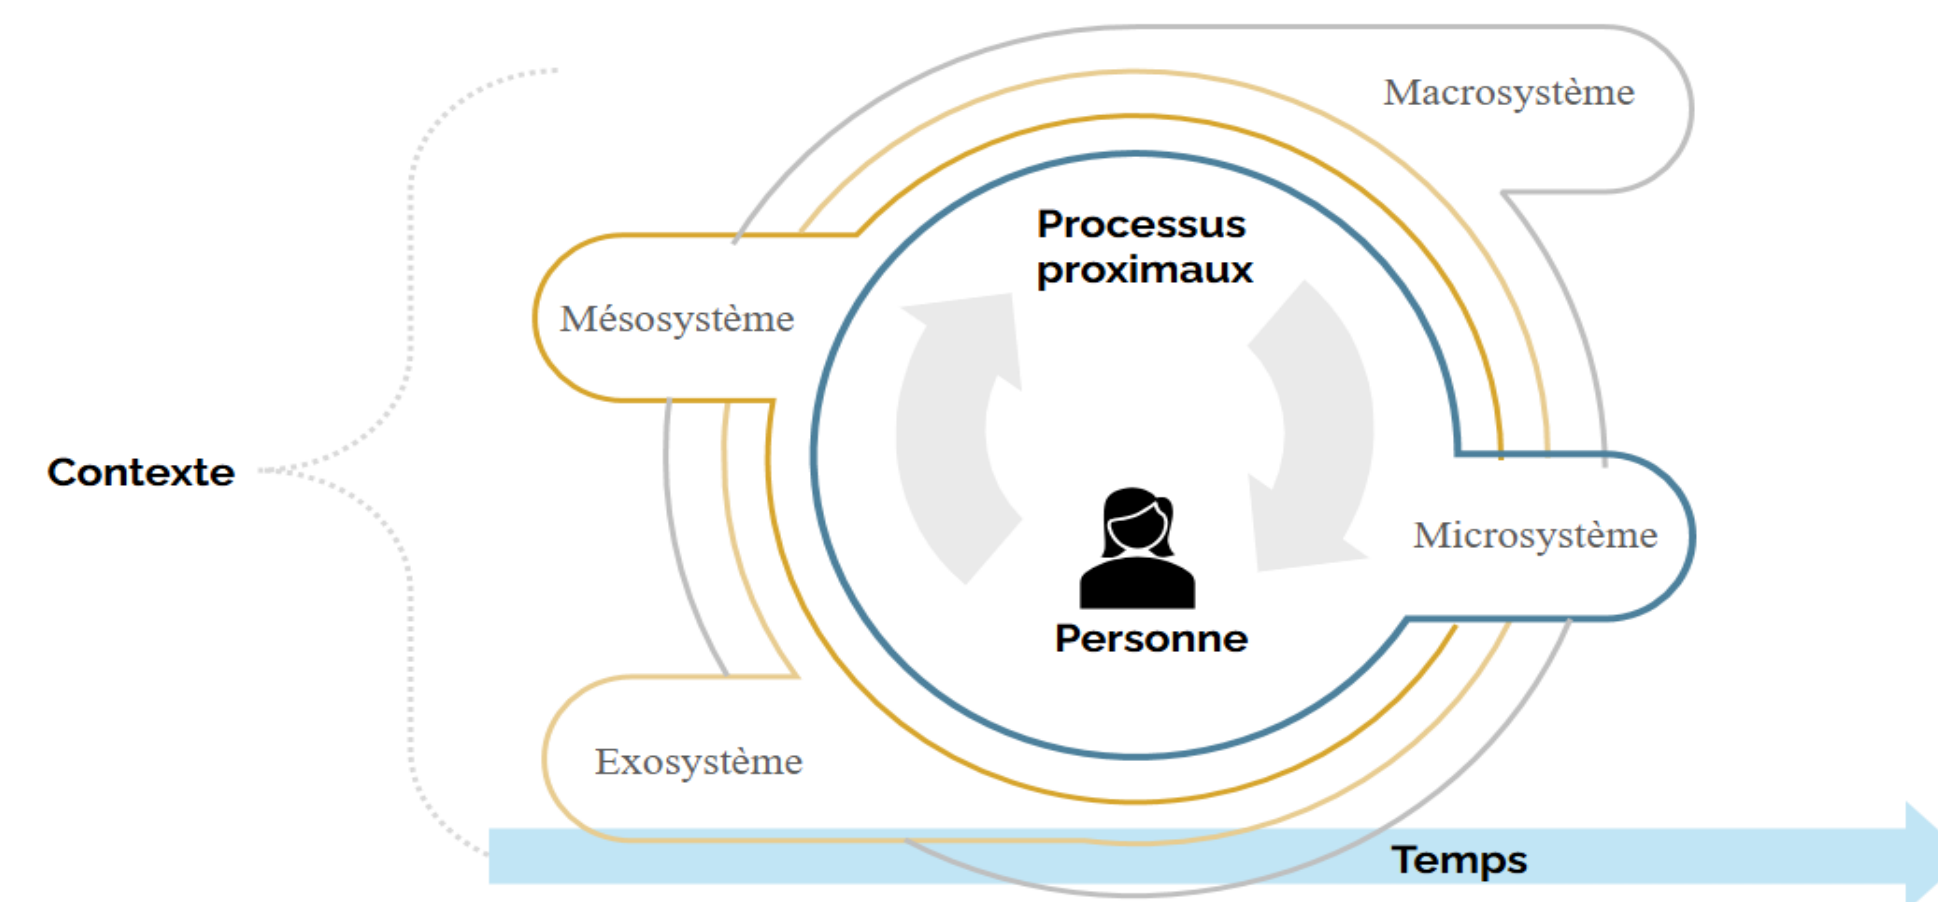 Macrosystème
Processus
proximaux
Mésosystème
Contexte
Microsystème
Personne
Exosystème
Temps